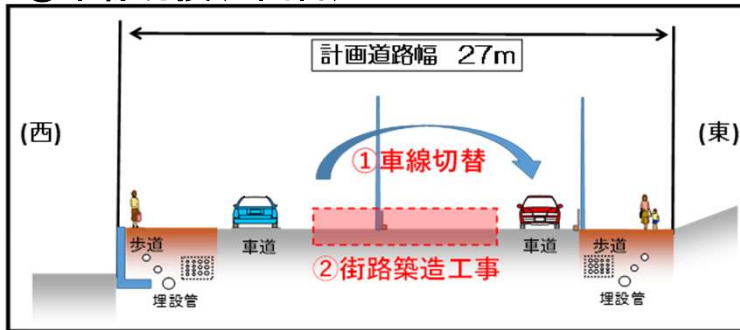 計画道路幅 27m
(西)
(東)
①車線切替
歩道
車道
車道
歩道
②街路築造工事
埋設管
埋設管